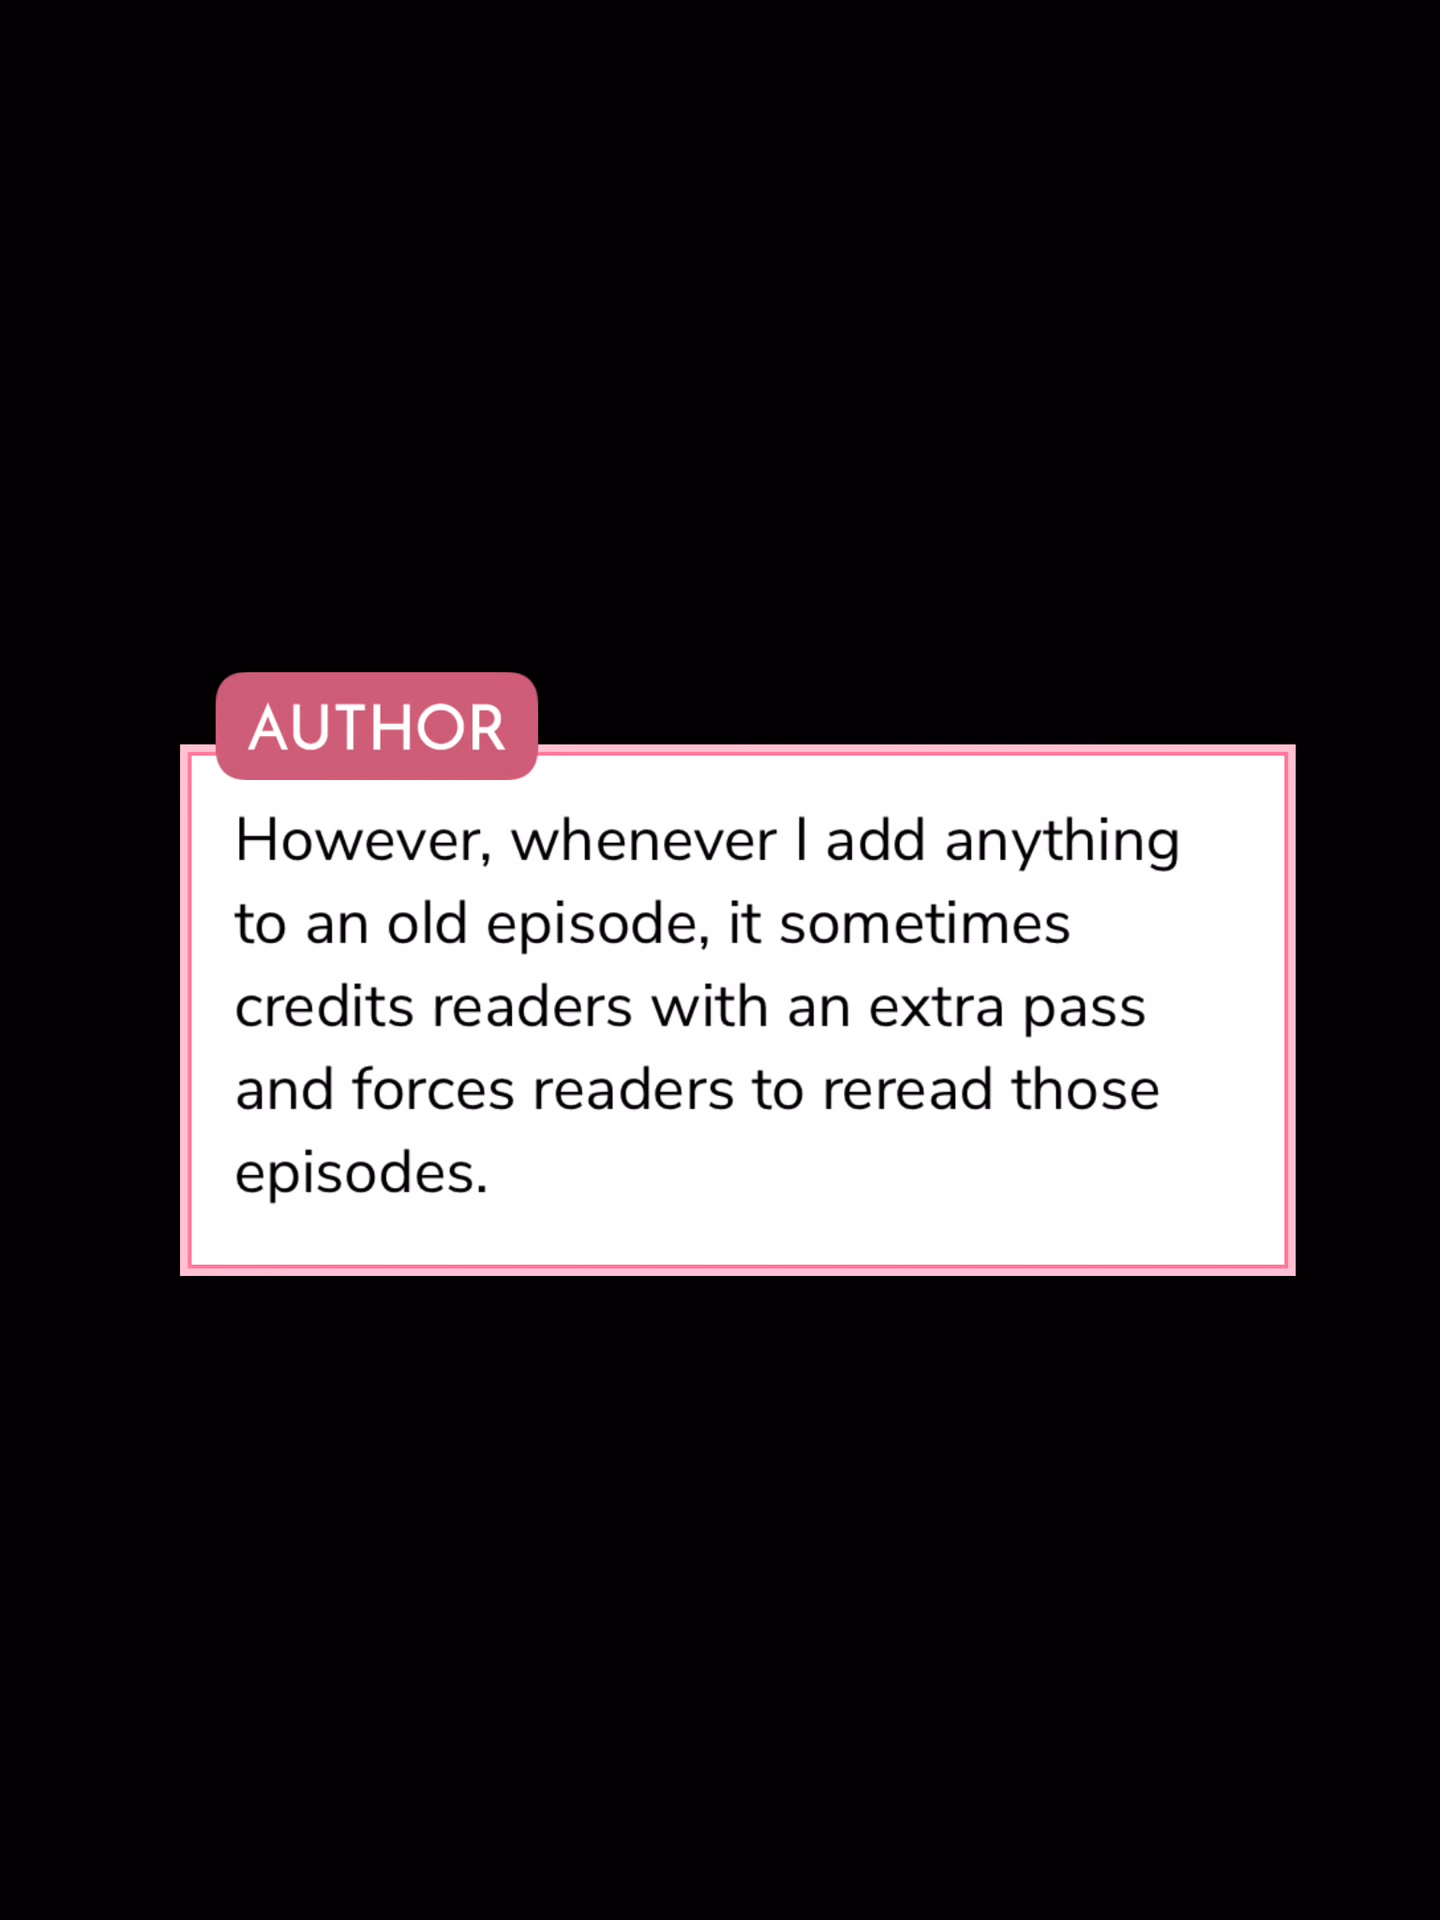 AUTHOR
However, whenever I add anything
to an old episode, it sometimes
credits readers with an extra pass
and forces readers to reread those
episodes.